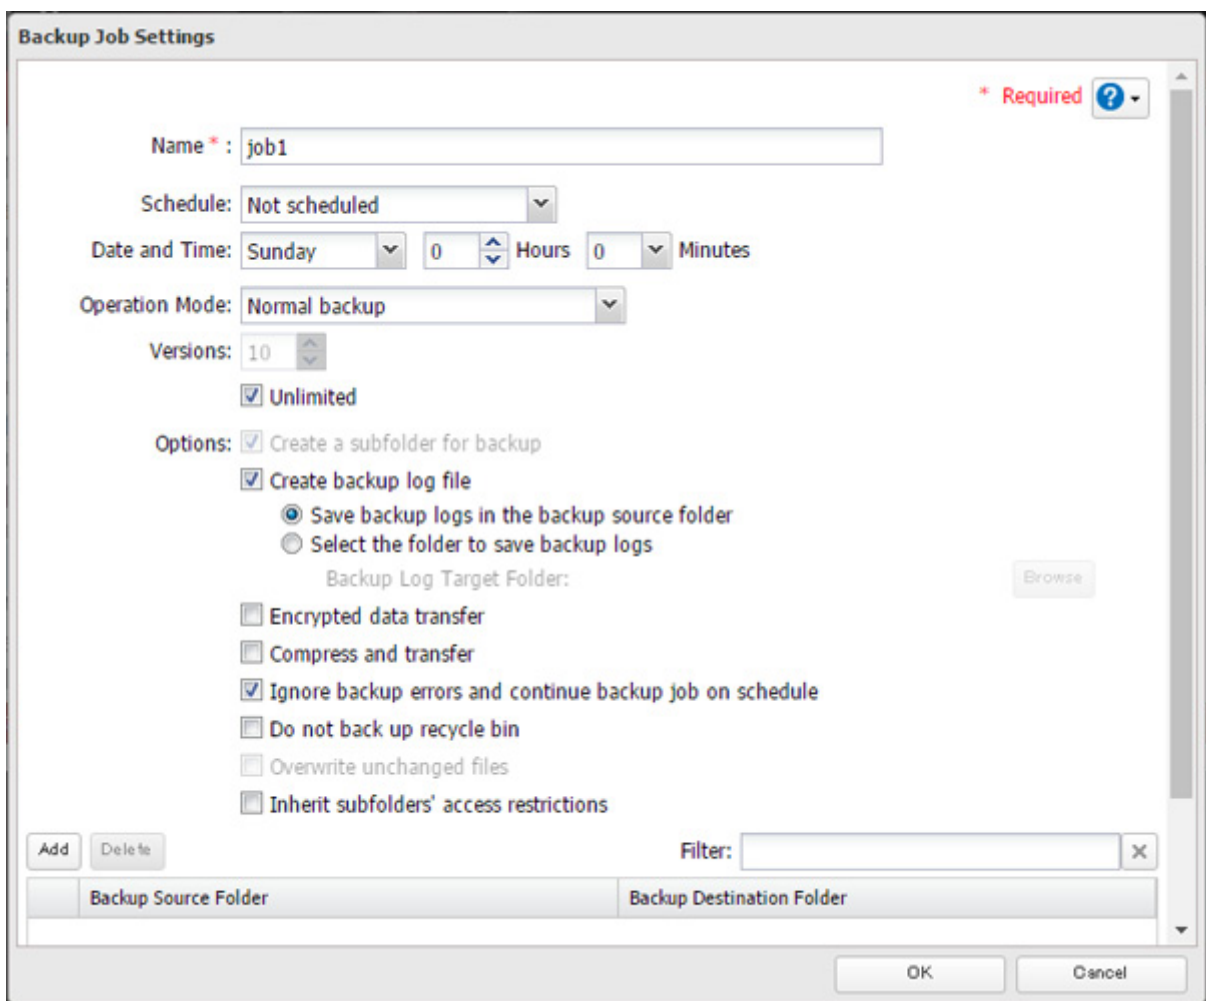 Backup Job Settings
* Required
Name * : job1
Schedule: Not scheduled
Date and Time: Sunday 0 Hours 0 Minutes
Operation Mode: Normal backup
Versions: 10
Unlimited
Options: Create a subfolder for backup
Create backup log file
Save backup logs in the backup source folder
Select the folder to save backup logs
Backup Log Target Folder: Browse
Encrypted data transfer
Compress and transfer
Ignore backup errors and continue backup job on schedule
Do not back up recycle bin
Overwrite unchanged files
Inherit subfolders' access restrictions
Add Delete Filter:
Backup Source Folder Backup Destination Folder
OK Cancel